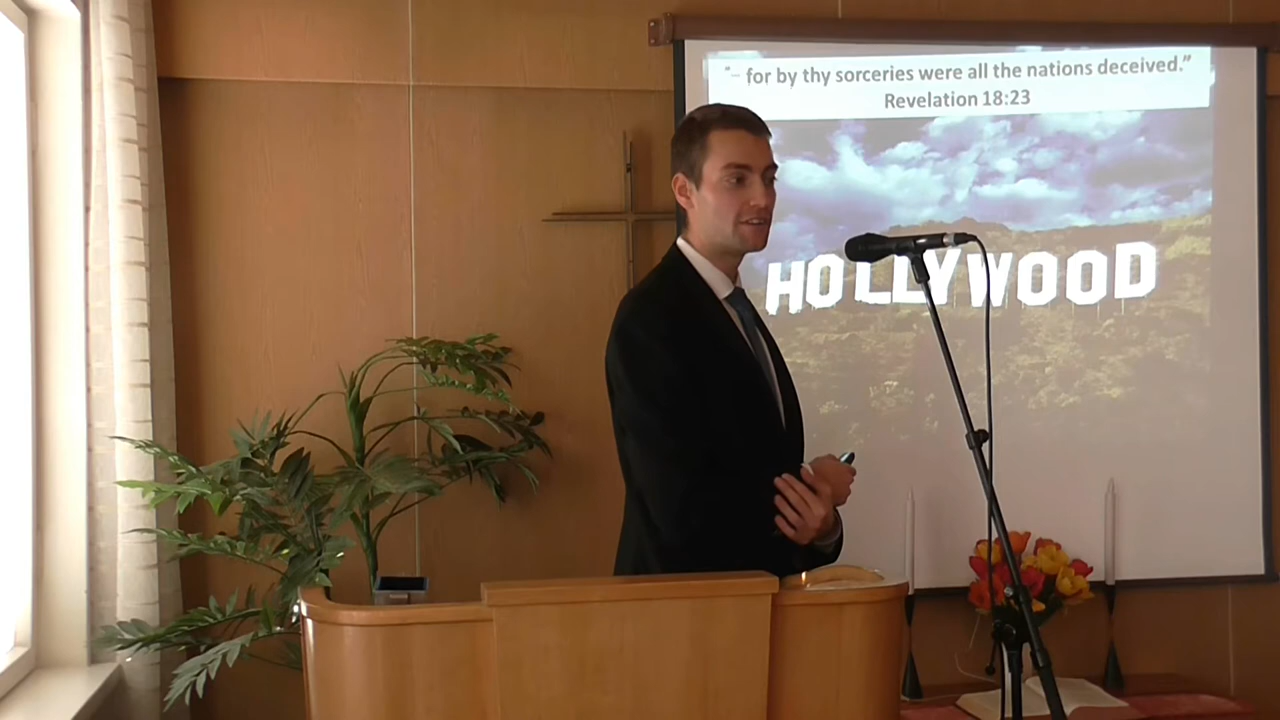 “– for by thy sorceries were all the nations deceived.”
Revelation 18:23
HOLLYWOOD